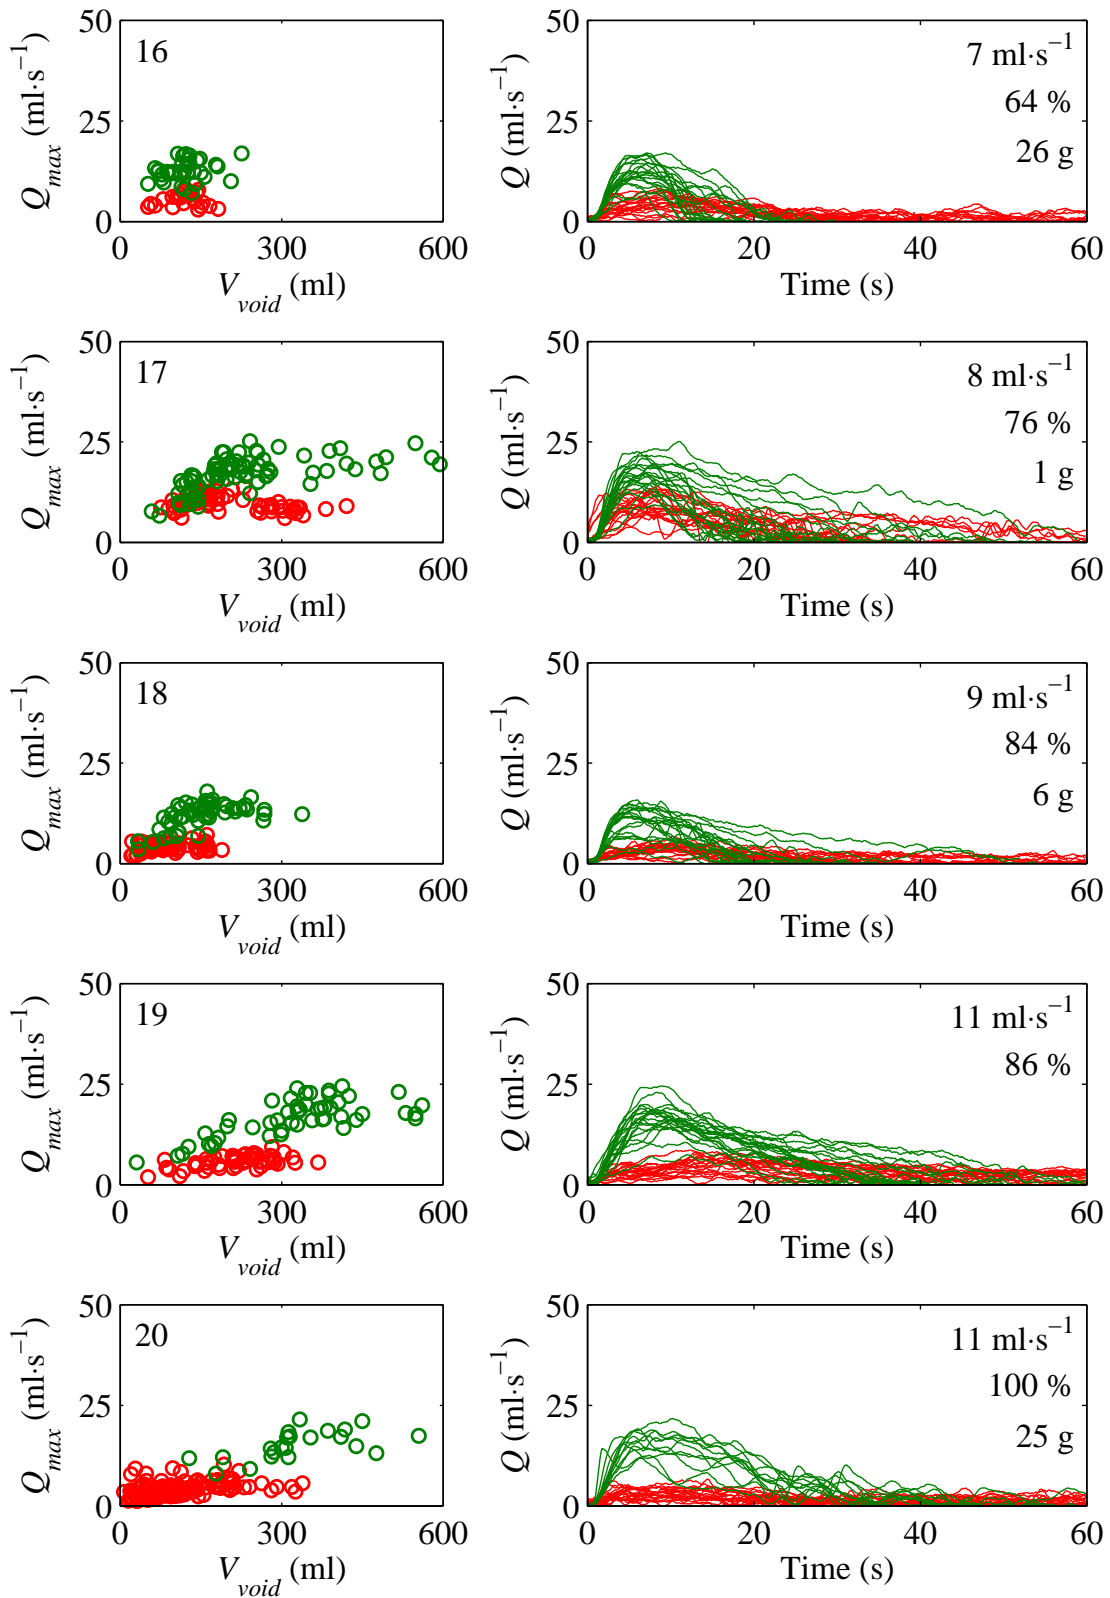 50
25
0
Q_max (ml·s⁻¹)
16
0 300 600
V_void (ml)
50
25
0
Q (ml·s⁻¹)
7 ml·s⁻¹
64 %
26 g
0 20 40 60
Time (s)
50
25
0
Q_max (ml·s⁻¹)
17
0 300 600
V_void (ml)
50
25
0
Q (ml·s⁻¹)
8 ml·s⁻¹
76 %
1 g
0 20 40 60
Time (s)
50
25
0
Q_max (ml·s⁻¹)
18
0 300 600
V_void (ml)
50
25
0
Q (ml·s⁻¹)
9 ml·s⁻¹
84 %
6 g
0 20 40 60
Time (s)
50
25
0
Q_max (ml·s⁻¹)
19
0 300 600
V_void (ml)
50
25
0
Q (ml·s⁻¹)
11 ml·s⁻¹
86 %
0 20 40 60
Time (s)
50
25
0
Q_max (ml·s⁻¹)
20
0 300 600
V_void (ml)
50
25
0
Q (ml·s⁻¹)
11 ml·s⁻¹
100 %
25 g
0 20 40 60
Time (s)